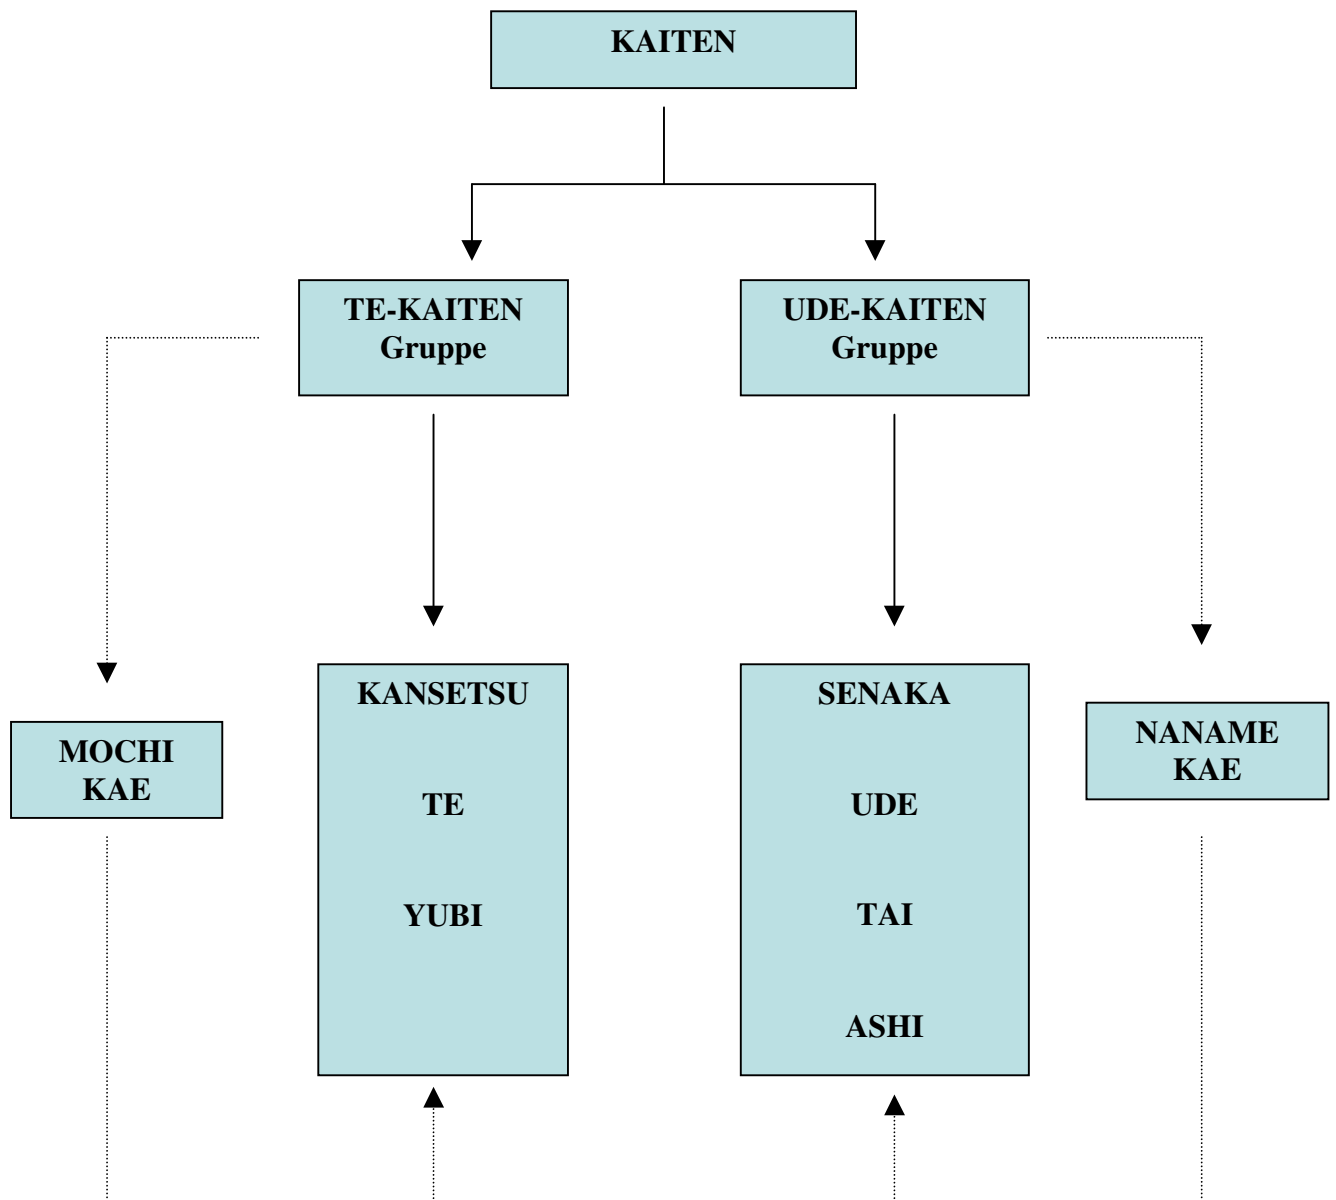 KAITEN
TE-KAITEN
Gruppe
UDE-KAITEN
Gruppe
MOCHI
KAE
KANSETSU
TE
YUBI
SENAKA
UDE
TAI
ASHI
NANAME
KAE